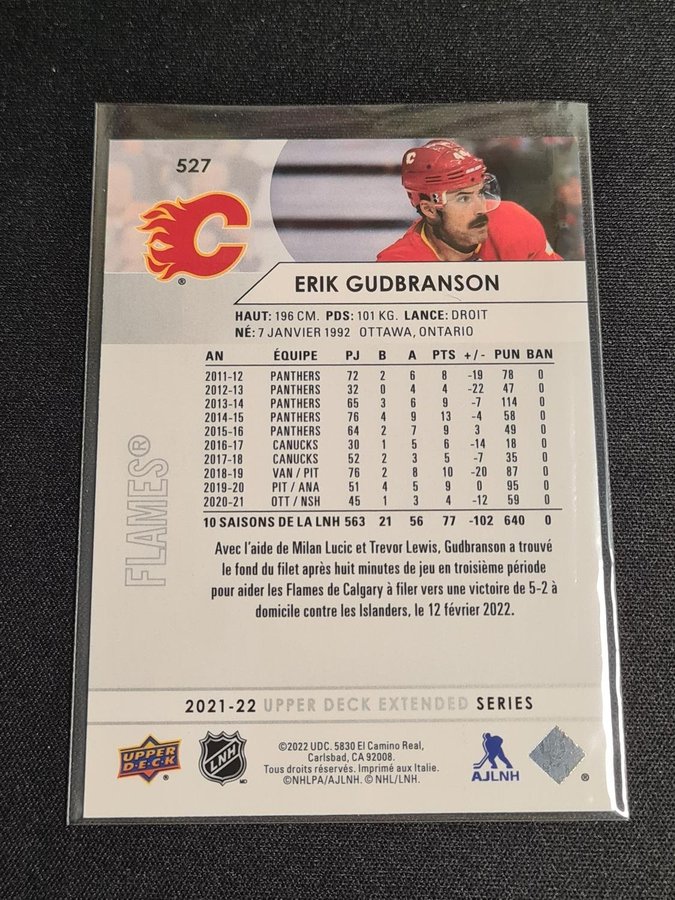 527
C
ERIK GUDBRANSON
HAUT: 196 CM. PDS: 101 KG. LANCE: DROIT
NÉ: 7 JANVIER 1992 OTTAWA, ONTARIO
AN ÉQUIPE PJ B A PTS +/- PUN BAN
2011-12 PANTHERS 72 2 6 8 -19 78 0
2012-13 PANTHERS 32 0 4 4 -22 47 0
2013-14 PANTHERS 65 3 6 9 -7 114 0
2014-15 PANTHERS 76 4 9 13 -4 58 0
2015-16 PANTHERS 64 2 7 9 3 49 0
2016-17 CANUCKS 30 1 5 6 -14 18 0
2017-18 CANUCKS 52 2 3 5 -7 35 0
2018-19 VAN / PIT 76 2 8 10 -20 87 0
2019-20 PIT / ANA 51 4 5 9 0 95 0
2020-21 OTT / NSH 45 1 3 4 -12 59 0
10 SAISONS DE LA LNH 563 21 56 77 -102 640 0
FLAMES®
Avec l'aide de Milan Lucic et Trevor Lewis, Gudbranson a trouvé
le fond du filet après huit minutes de jeu en troisième période
pour aider les Flames de Calgary à filer vers une victoire de 5-2 à
domicile contre les Islanders, le 12 février 2022.
2021-22 UPPER DECK EXTENDED SERIES
UPPER DECK
LNH
MD
©2022 UDC. 5830 El Camino Real,
Carlsbad, CA 92008.
Tous droits réservés. Imprimé aux Italie.
©NHLPA/AJLNH. © NHL/LNH.
AJLNH
®